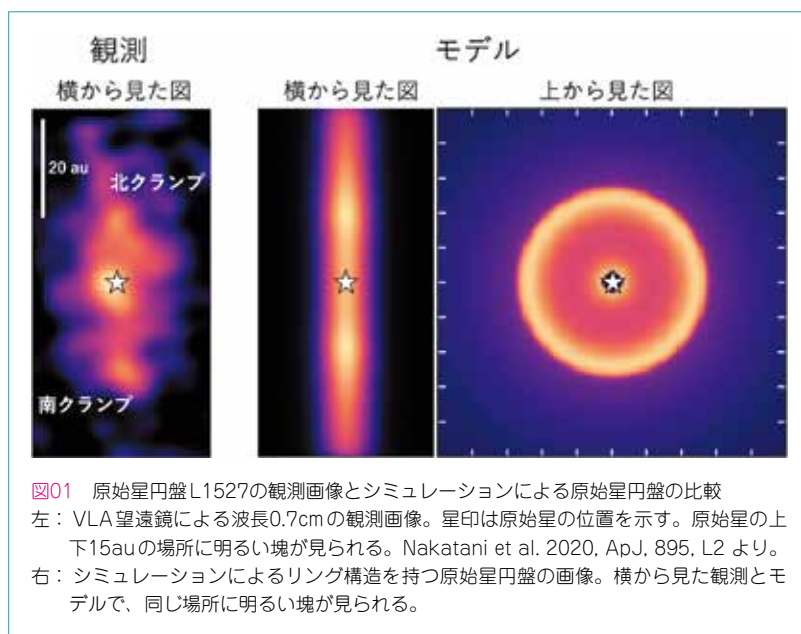 観測
モデル
横から見た図
横から見た図
上から見た図
20 au
北クランプ
南クランプ
図01 原始星円盤L1527の観測画像とシミュレーションによる原始星円盤の比較
左： VLA望遠鏡による波長0.7cmの観測画像。星印は原始星の位置を示す。原始星の上
下15auの場所に明るい塊が見られる。Nakatani et al. 2020, ApJ, 895, L2 より。
右： シミュレーションによるリング構造を持つ原始星円盤の画像。横から見た観測とモ
デルで、同じ場所に明るい塊が見られる。